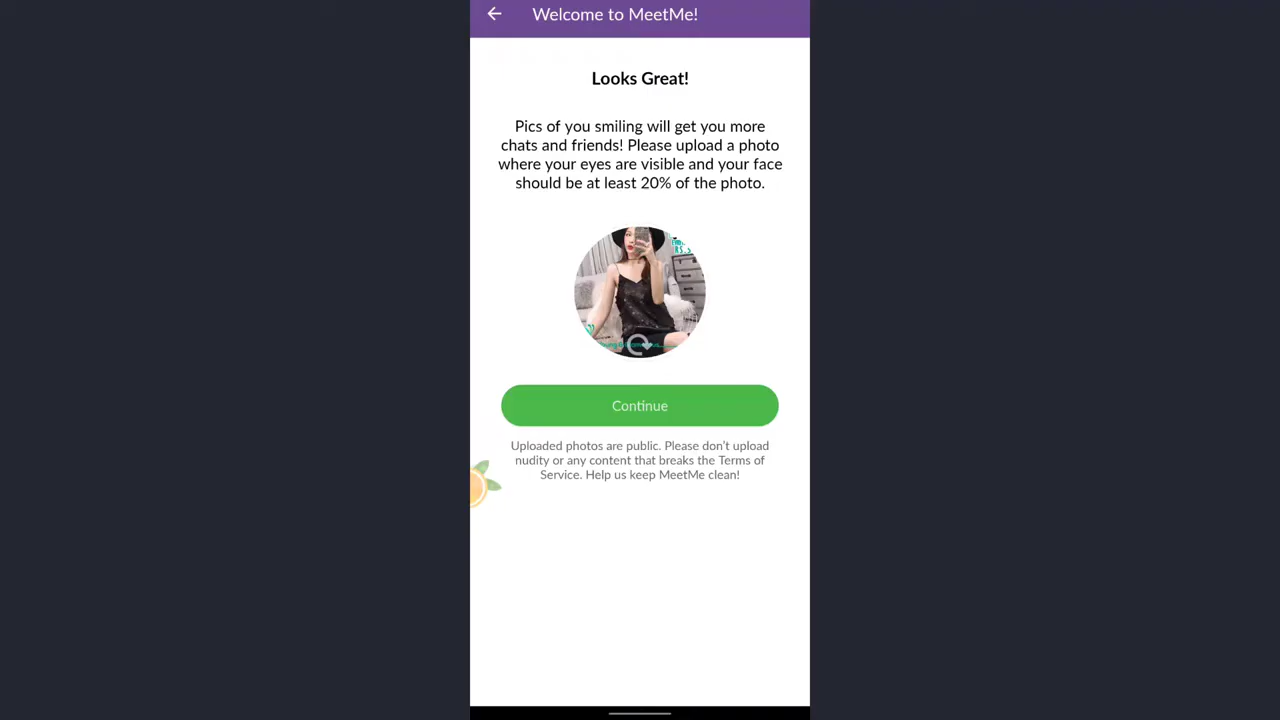 Welcome to MeetMe!
Looks Great!
Pics of you smiling will get you more
chats and friends! Please upload a photo
where your eyes are visible and your face
should be at least 20% of the photo.
Continue
Uploaded photos are public. Please don't upload
nudity or any content that breaks the Terms of
Service. Help us keep MeetMe clean!